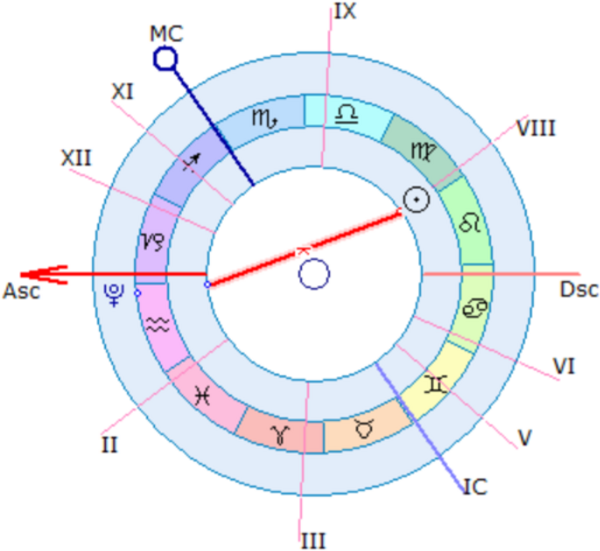 IX
MC
XI
♏
♎
VIII
♍
XII
♐
☉
♌
♑
Asc
Dsc
♇
♒
♋
VI
♊
♓
V
II
♈
♉
IC
III